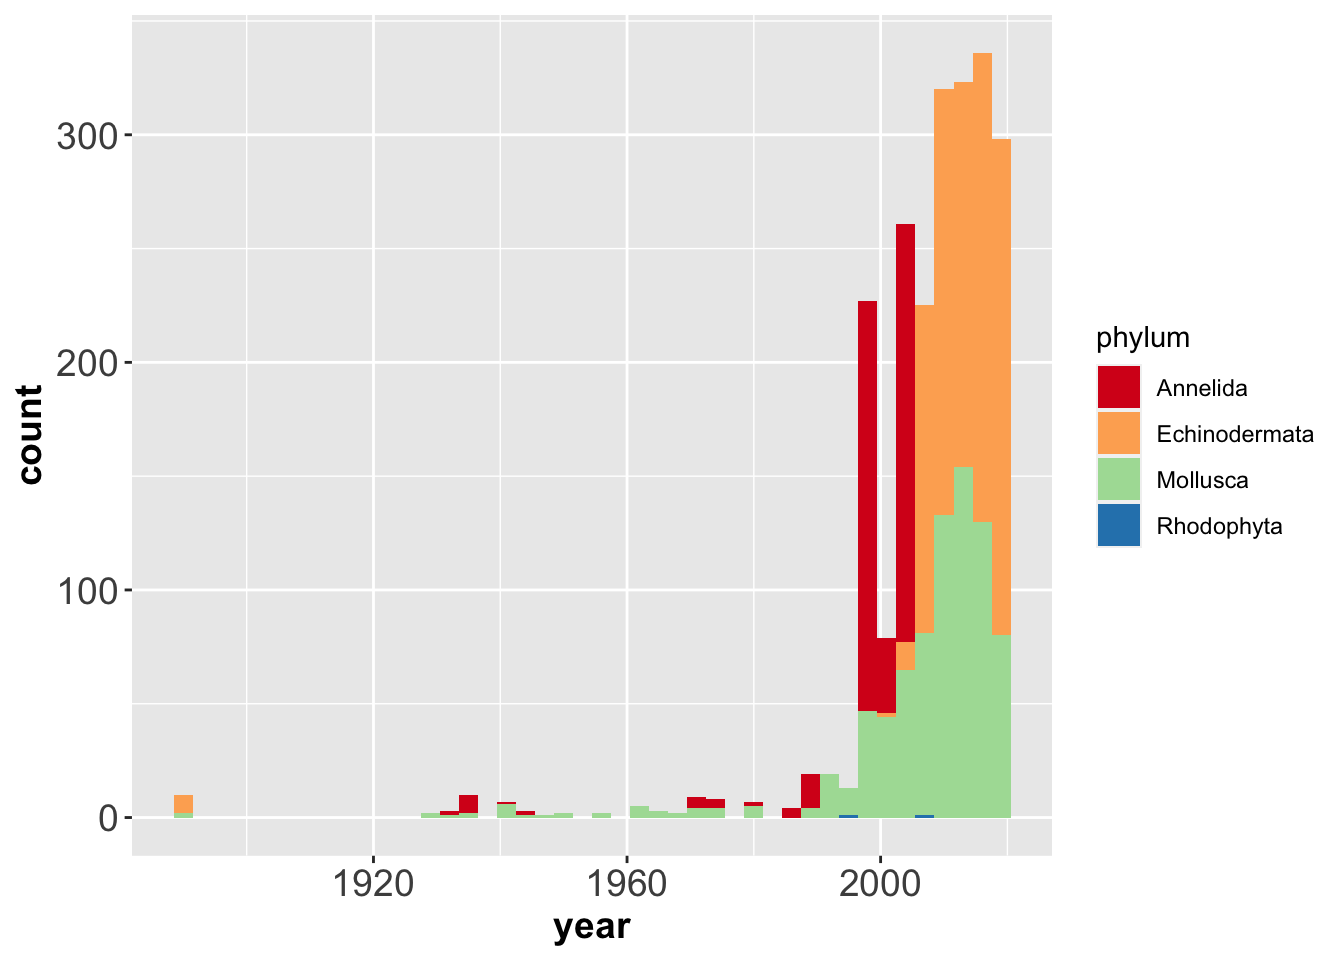 300
200
100
0
count
1920 1960 2000
year
phylum
Annelida
Echinodermata
Mollusca
Rhodophyta